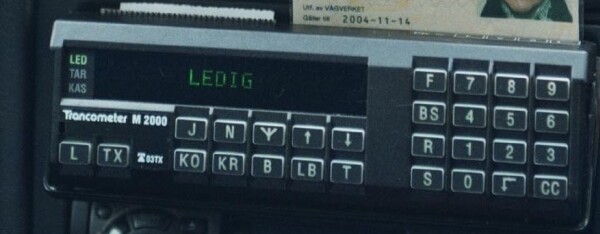 Utf. av VÄGVERKET
Gäller till 2004-11-14
LED
TAR
KAS
LEDIG
Trancometer M 2000
F 7 8 9
BS 4 5 6
J N ↑ ↓
R 1 2 3
L TX 03TX KO KR B LB T
S 0 CC